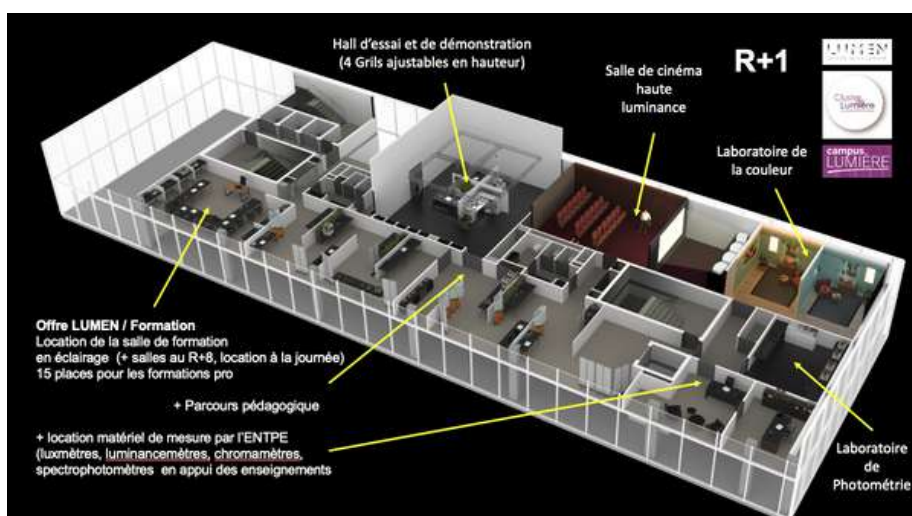 Hall d'essai et de démonstration
(4 Grils ajustables en hauteur)
Salle de cinéma
haute
luminance
R+1
LUMEN
Cluster
Lumière
campus
LUMIÈRE
Laboratoire de
la couleur
Offre LUMEN / Formation
Location de la salle de formation
en éclairage (+ salles au R+8, location à la journée)
15 places pour les formations pro
+ Parcours pédagogique
+ location matériel de mesure par l'ENTPE
(luxmètres, luminancemètres, chromamètres,
spectrophotomètres en appui des enseignements
Laboratoire
de
Photométrie